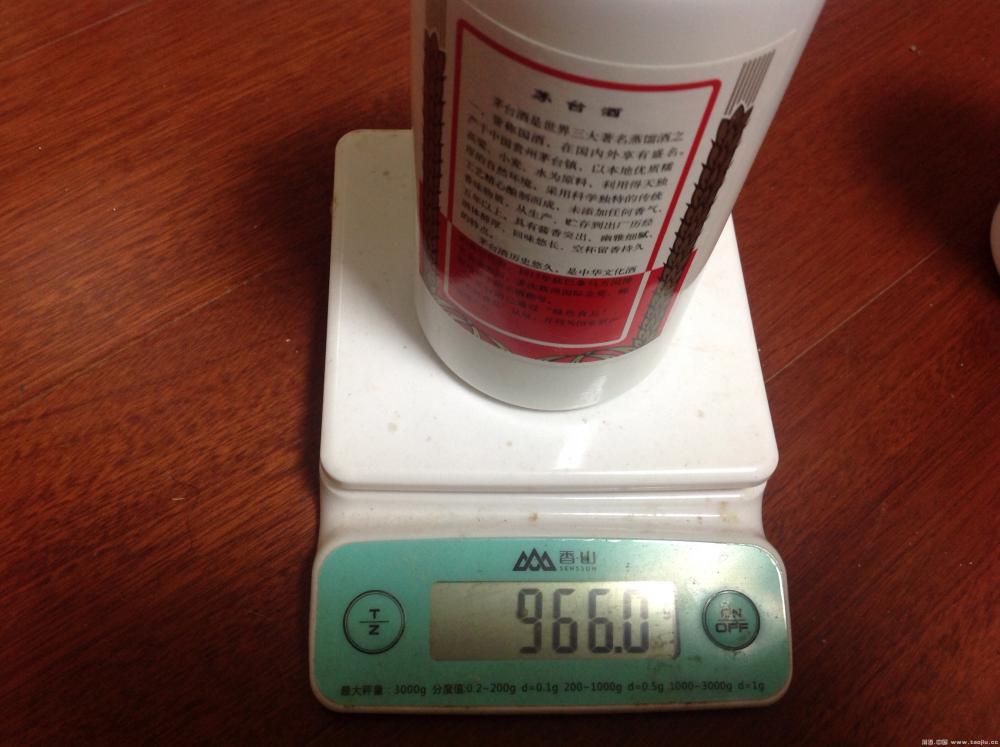 茅台酒
茅台酒是世界三大著名蒸馏酒之
一，誉称国酒，在国内外享有盛名。
产于中国贵州茅台镇，以本地优质糯
高粱、小麦、水为原料，利用得天独
厚的自然环境，采用科学独特的传统
工艺精心酿制而成，未添加任何香气、
香味物质，从生产、贮存到出厂历经
五年以上，具有酱香突出、幽雅细腻、
酒体醇厚、回味悠长、空杯留香持久
的特点。
茅台酒历史悠久，是中华文化酒
香山
SENSSUN
T
Z
966.0
g
ON
OFF
最大秤量：3000g 分度值:0.2~200g d=0.1g 200~1000g d=0.5g 1000~3000g d=1g
www.taojiu.cc